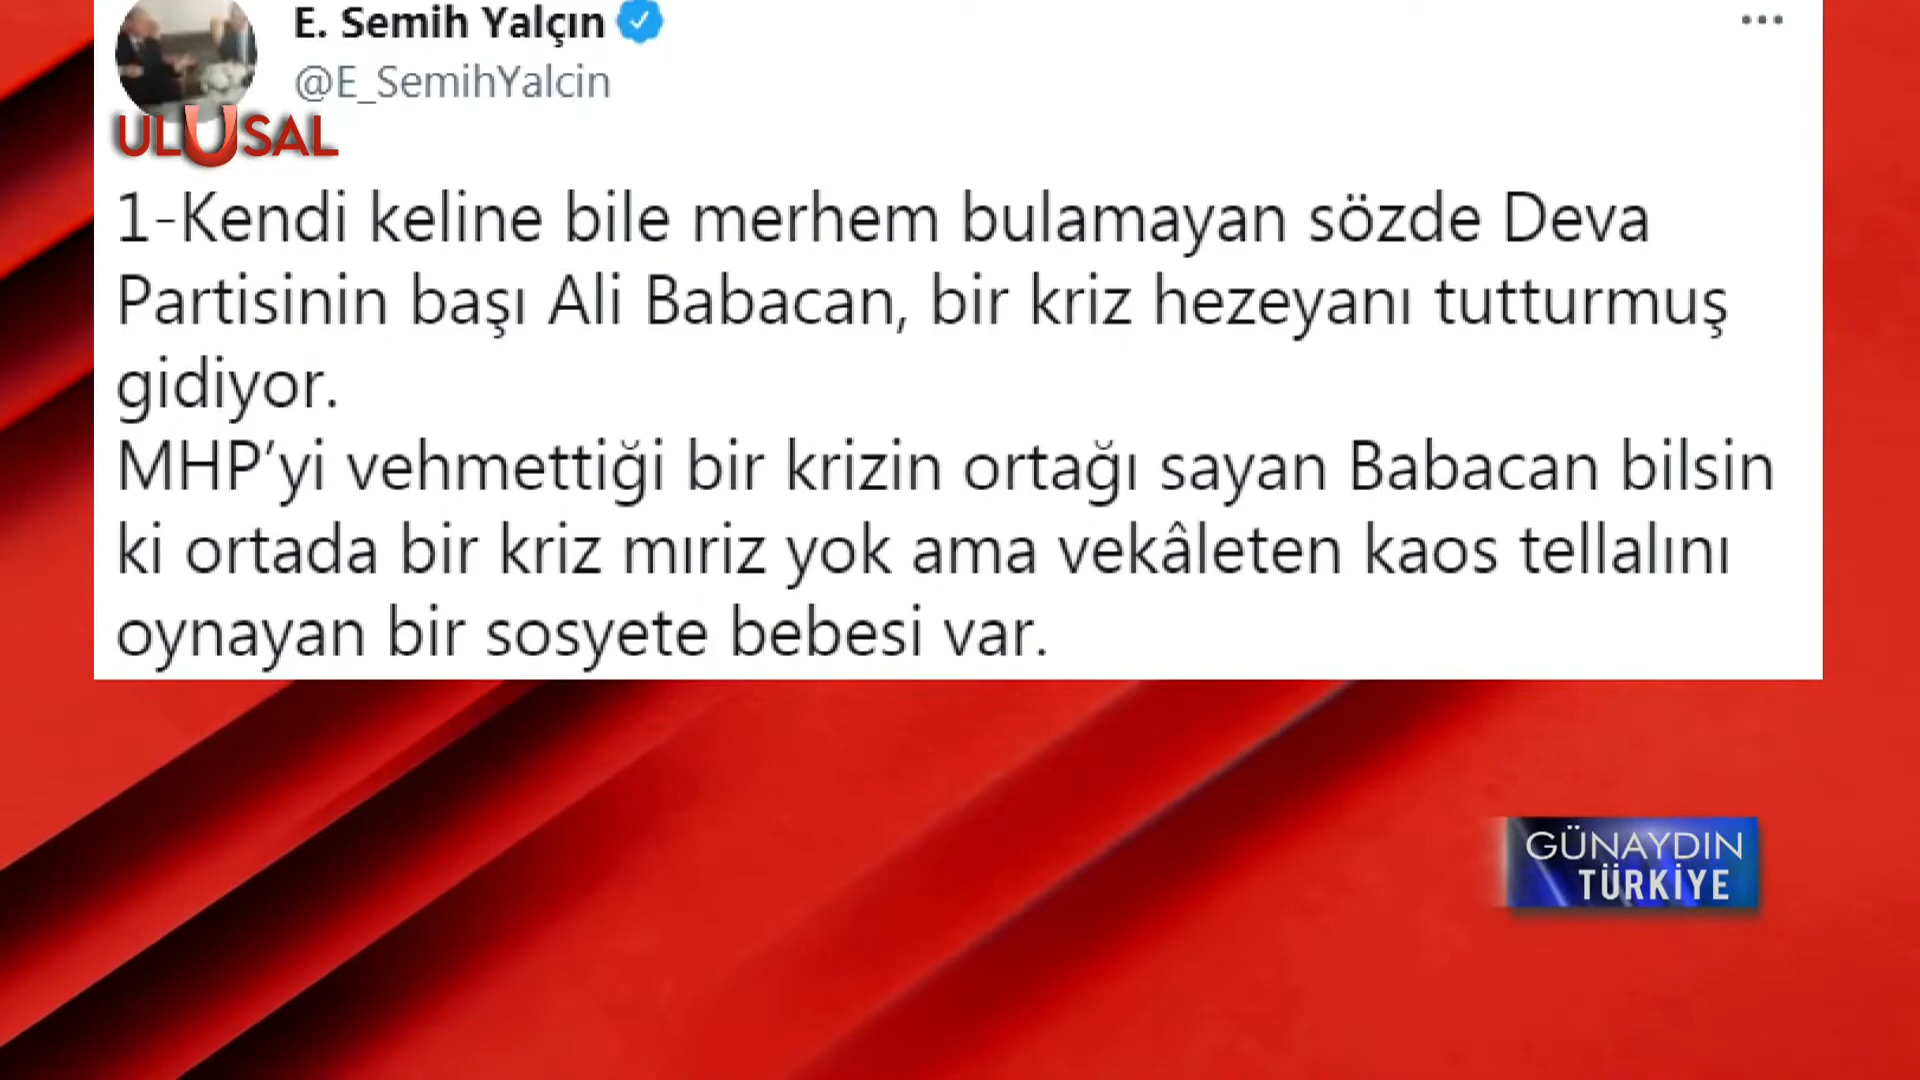 E. Semih Yalçın
@E_SemihYalcin
ULUSAL
1-Kendi keline bile merhem bulamayan sözde Deva
Partisinin başı Ali Babacan, bir kriz hezeyanı tutturmuş
gidiyor.
MHP’yi vehmettiği bir krizin ortağı sayan Babacan bilsin
ki ortada bir kriz mıriz yok ama vekâleten kaos tellalını
oynayan bir sosyete bebesi var.
GÜNAYDIN
TÜRKİYE